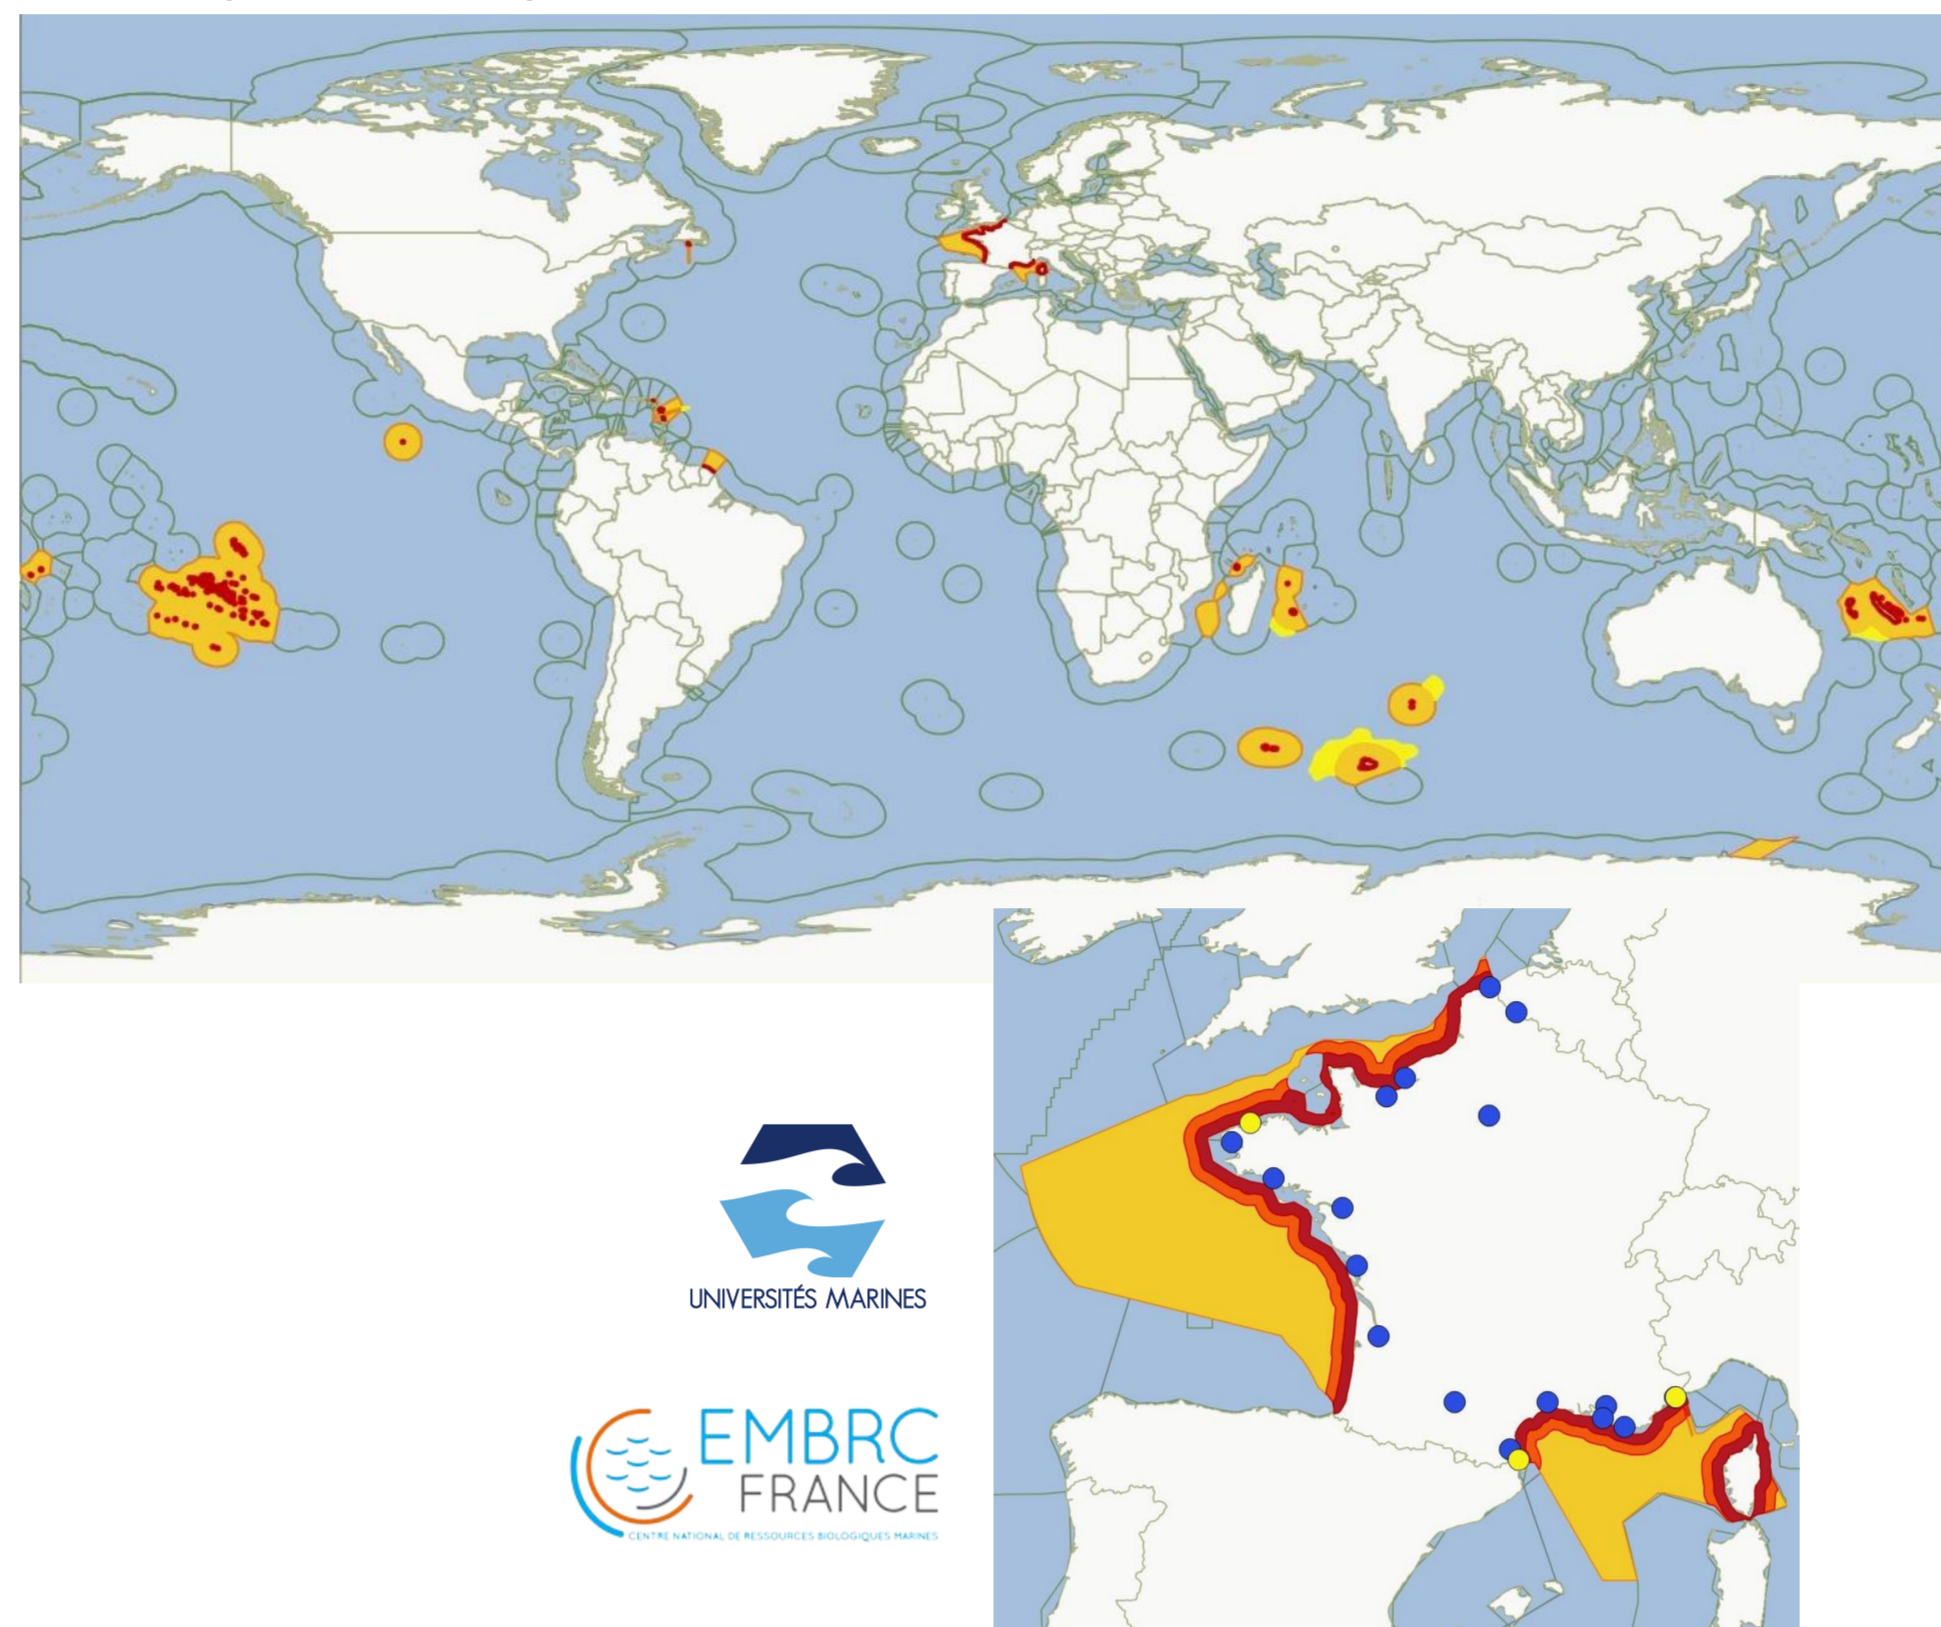 UNIVERSITÉS MARINES
EMBRC
FRANCE
CENTRE NATIONAL DE RESSOURCES BIOLOGIQUES MARINES